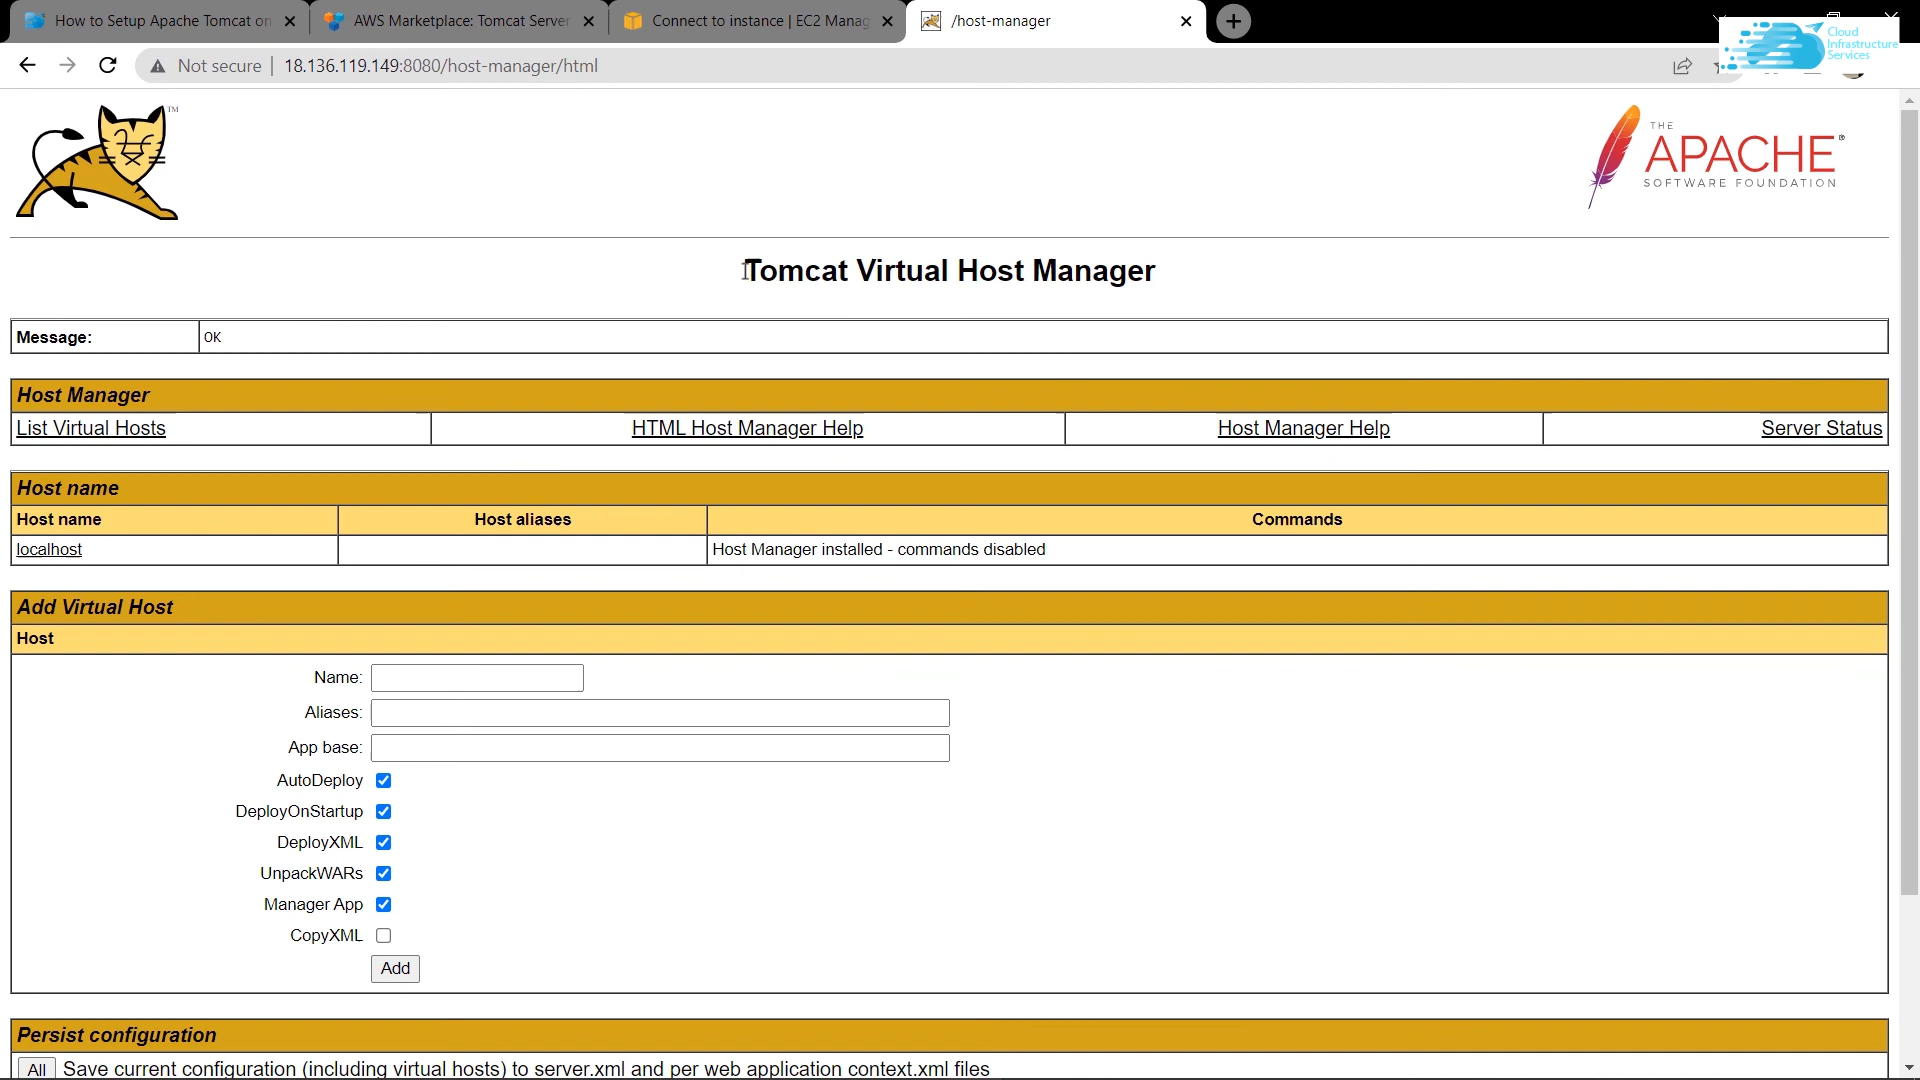 How to Setup Apache Tomcat on
AWS Marketplace: Tomcat Server
Connect to instance | EC2 Manag
/host-manager
Cloud
Infrastructure
Services
Not secure | 18.136.119.149:8080/host-manager/html
TM
THE
APACHE®
SOFTWARE FOUNDATION
Tomcat Virtual Host Manager
Message: OK
Host Manager
List Virtual Hosts HTML Host Manager Help Host Manager Help Server Status
Host name
Host name Host aliases Commands
localhost Host Manager installed - commands disabled
Add Virtual Host
Host
Name:
Aliases:
App base:
AutoDeploy
DeployOnStartup
DeployXML
UnpackWARs
Manager App
CopyXML
Add
Persist configuration
All Save current configuration (including virtual hosts) to server.xml and per web application context.xml files